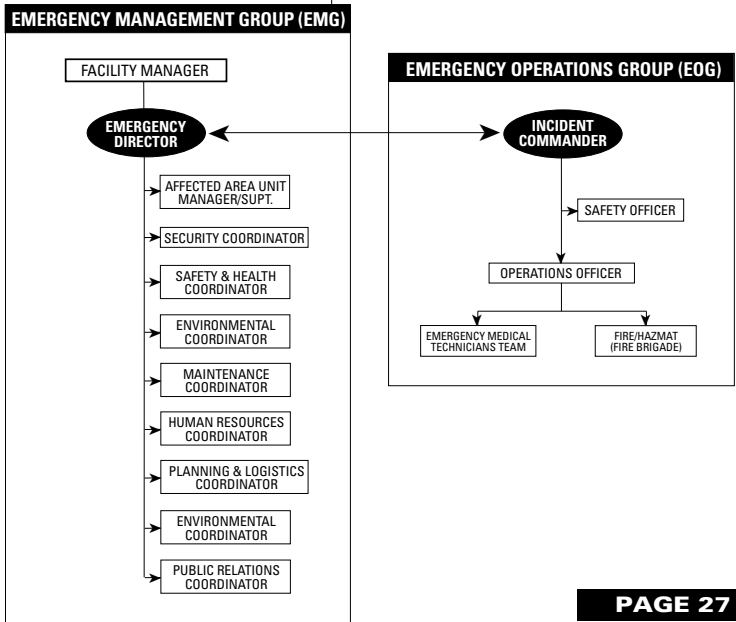 EMERGENCY MANAGEMENT GROUP (EMG)
FACILITY MANAGER
EMERGENCY
DIRECTOR
AFFECTED AREA UNIT
MANAGER/SUPT.
SECURITY COORDINATOR
SAFETY & HEALTH
COORDINATOR
ENVIRONMENTAL
COORDINATOR
MAINTENANCE
COORDINATOR
HUMAN RESOURCES
COORDINATOR
PLANNING & LOGISTICS
COORDINATOR
ENVIRONMENTAL
COORDINATOR
PUBLIC RELATIONS
COORDINATOR
EMERGENCY OPERATIONS GROUP (EOG)
INCIDENT
COMMANDER
SAFETY OFFICER
OPERATIONS OFFICER
EMERGENCY MEDICAL
TECHNICIANS TEAM
FIRE/HAZMAT
(FIRE BRIGADE)
PAGE 27